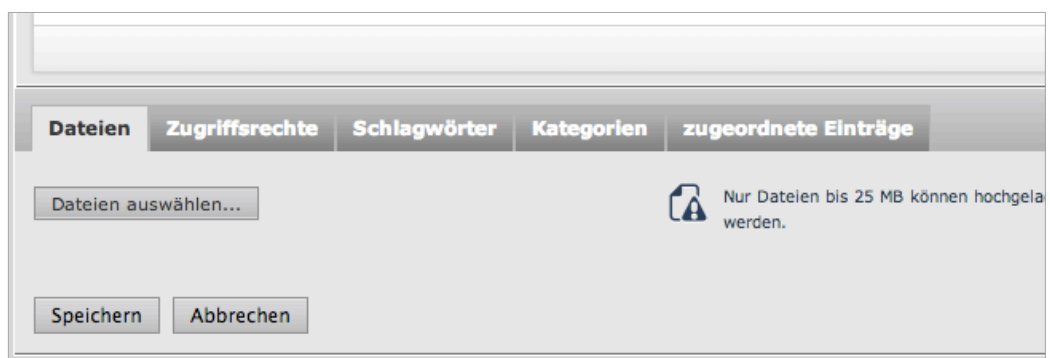 Dateien Zugriffsrechte Schlagwörter Kategorien zugeordnete Einträge
Dateien auswählen...
Nur Dateien bis 25 MB können hochgela
werden.
Speichern Abbrechen